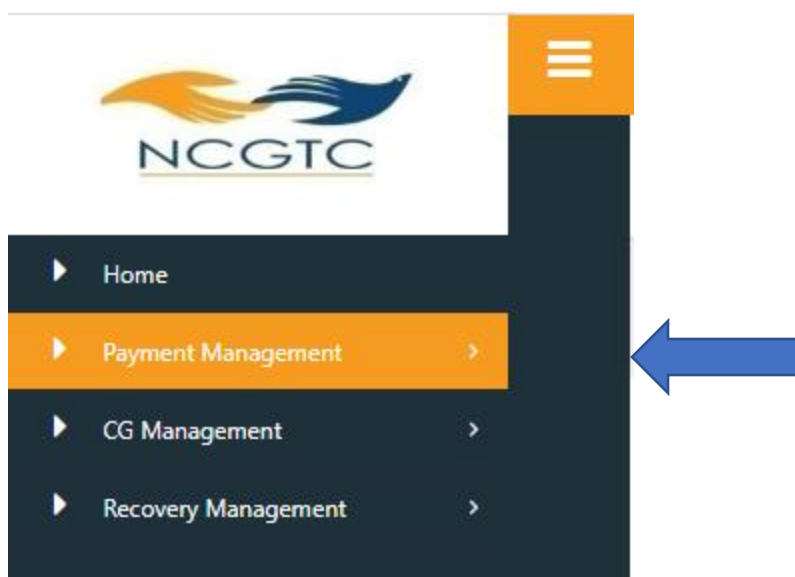 NCGTC
Home
Payment Management
CG Management
Recovery Management